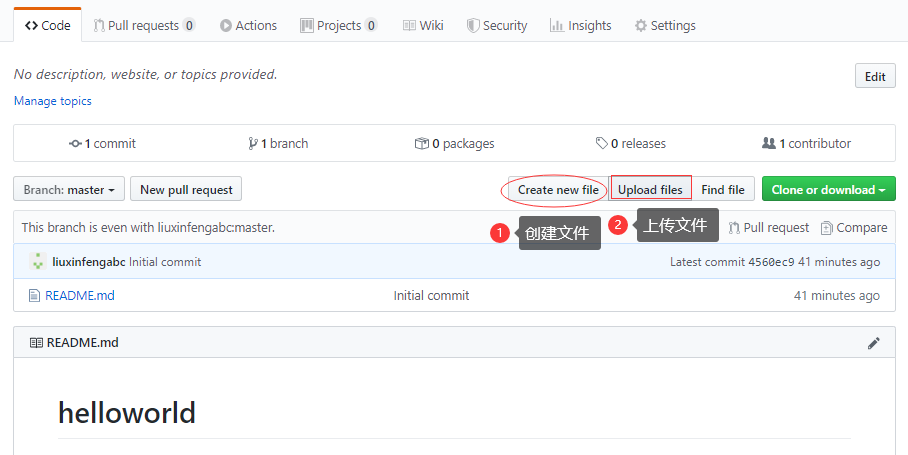 Code Pull requests 0 Actions Projects 0 Wiki Security Insights Settings
No description, website, or topics provided. Edit
Manage topics
1 commit 1 branch 0 packages 0 releases 1 contributor
Branch: master New pull request Create new file Upload files Find file Clone or download
This branch is even with liuxinfengabc:master. 1 创建文件 2 上传文件 Pull request Compare
liuxinfengabc Initial commit Latest commit 4560ec9 41 minutes ago
README.md Initial commit 41 minutes ago
README.md
helloworld